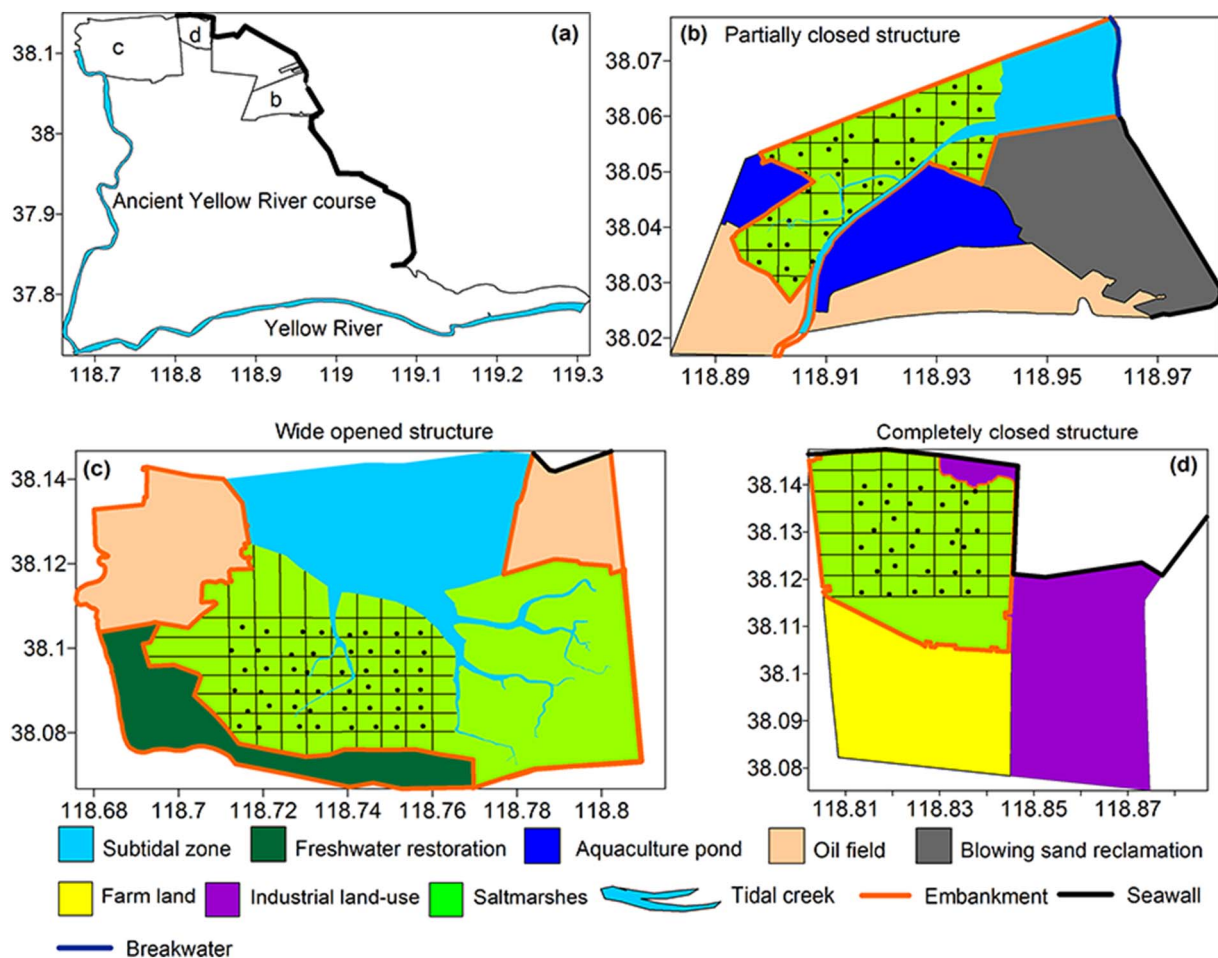 (a)
c
d
b
Ancient Yellow River course
Yellow River
38.1
38
37.9
37.8
118.7 118.8 118.9 119 119.1 119.2 119.3
(b) Partially closed structure
38.07
38.06
38.05
38.04
38.03
38.02
118.89 118.91 118.93 118.95 118.97
Wide opened structure
(c)
38.14
38.12
38.1
38.08
118.68 118.7 118.72 118.74 118.76 118.78 118.8
Completely closed structure
(d)
38.14
38.13
38.12
38.11
38.1
38.09
38.08
118.81 118.83 118.85 118.87
Subtidal zone Freshwater restoration Aquaculture pond Oil field Blowing sand reclamation
Farm land Industrial land-use Saltmarshes Tidal creek Embankment Seawall
Breakwater